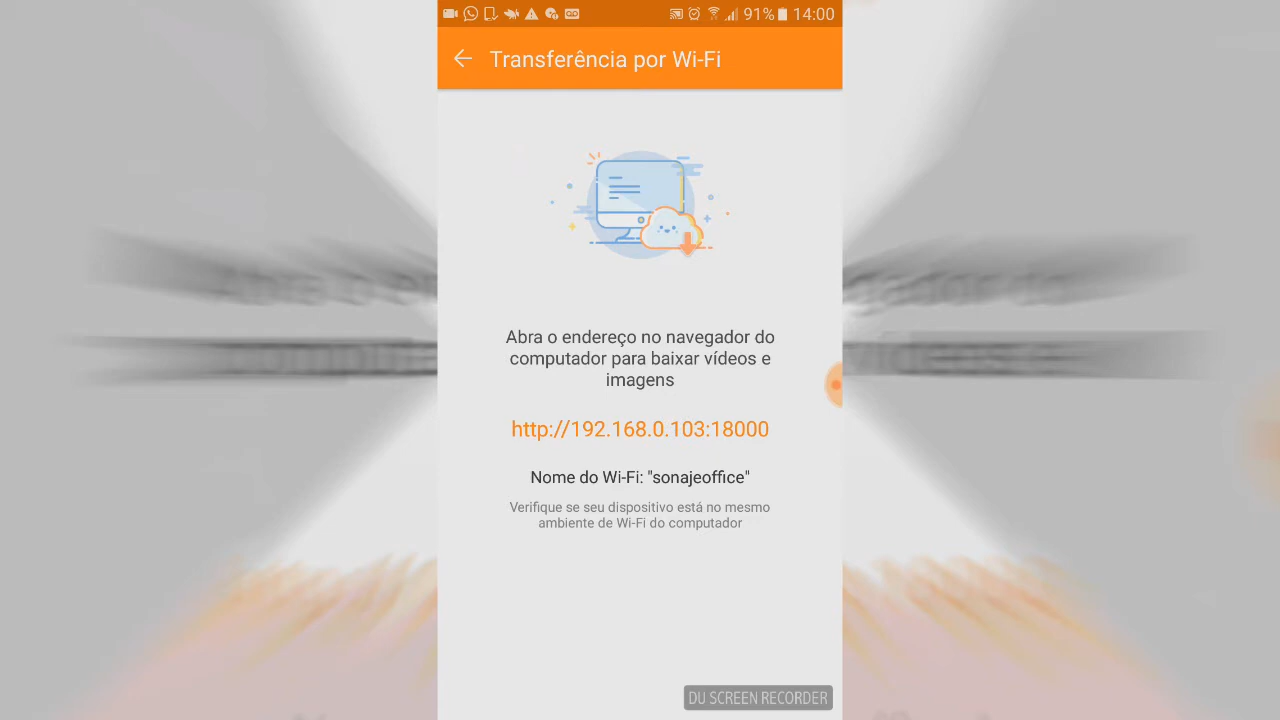 91% 14:00
Transferência por Wi-Fi
Abra o endereço no navegador do
computador para baixar vídeos e
imagens
http://192.168.0.103:18000
Nome do Wi-Fi: "sonajeoffice"
Verifique se seu dispositivo está no mesmo
ambiente de Wi-Fi do computador
DU SCREEN RECORDER